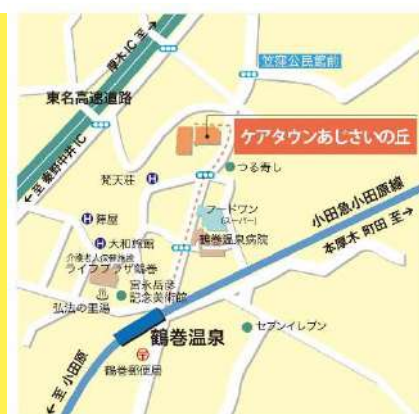 厚木IC 至→
笠窪公民館前
東名高速道路
ケアタウンあじさいの丘
←至 秦野中井IC
つる寿し
梵天荘
H
フードワン
(スーパー)
小田急小田原線
本厚木 町田 至→
H
陣屋
H
大和旅館
鶴巻温泉病院
介護老人保健施設
ライフプラザ鶴巻
宮永岳彦
記念美術館
弘法の里湯
鶴巻温泉
セブンイレブン
←至 小田原
〒
鶴巻郵便局